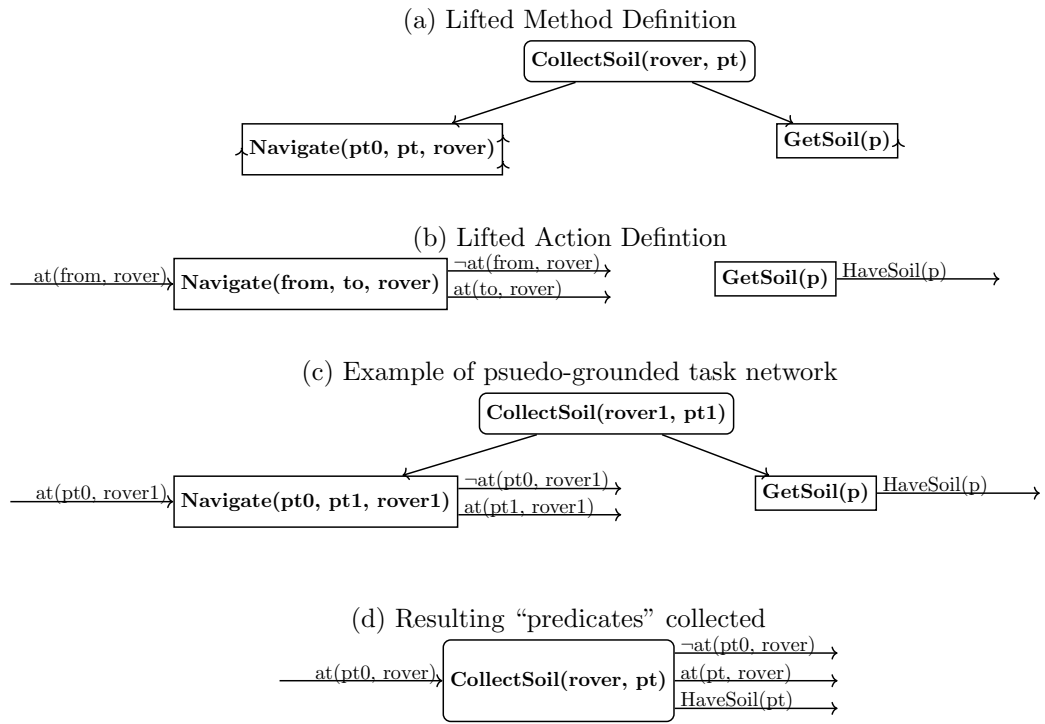 (a) Lifted Method Definition
CollectSoil(rover, pt)
Navigate(pt0, pt, rover)
GetSoil(p)
(b) Lifted Action Defintion
at(from, rover)
Navigate(from, to, rover)
¬at(from, rover)
at(to, rover)
GetSoil(p)
HaveSoil(p)
(c) Example of psuedo-grounded task network
CollectSoil(rover1, pt1)
at(pt0, rover1)
Navigate(pt0, pt1, rover1)
¬at(pt0, rover1)
at(pt1, rover1)
GetSoil(p)
HaveSoil(p)
(d) Resulting “predicates” collected
at(pt0, rover)
CollectSoil(rover, pt)
¬at(pt0, rover)
at(pt, rover)
HaveSoil(pt)